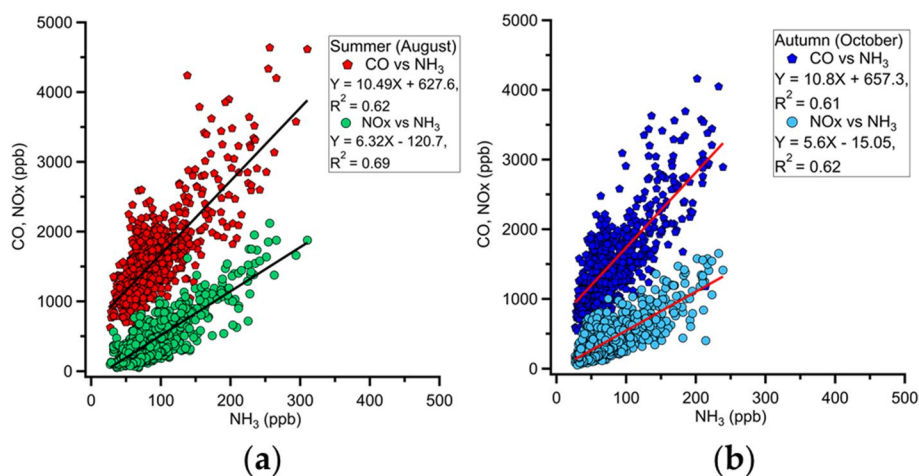 5000
4000
3000
2000
1000
0
CO, NOx (ppb)
Summer (August)
CO vs NH₃
Y = 10.49X + 627.6,
R² = 0.62
NOx vs NH₃
Y = 6.32X - 120.7,
R² = 0.69
0 100 200 300 400 500
NH₃ (ppb)
(a)
5000
4000
3000
2000
1000
0
CO, NOx (ppb)
Autumn (October)
CO vs NH₃
Y = 10.8X + 657.3,
R² = 0.61
NOx vs NH₃
Y = 5.6X - 15.05,
R² = 0.62
0 100 200 300 400 500
NH₃ (ppb)
(b)